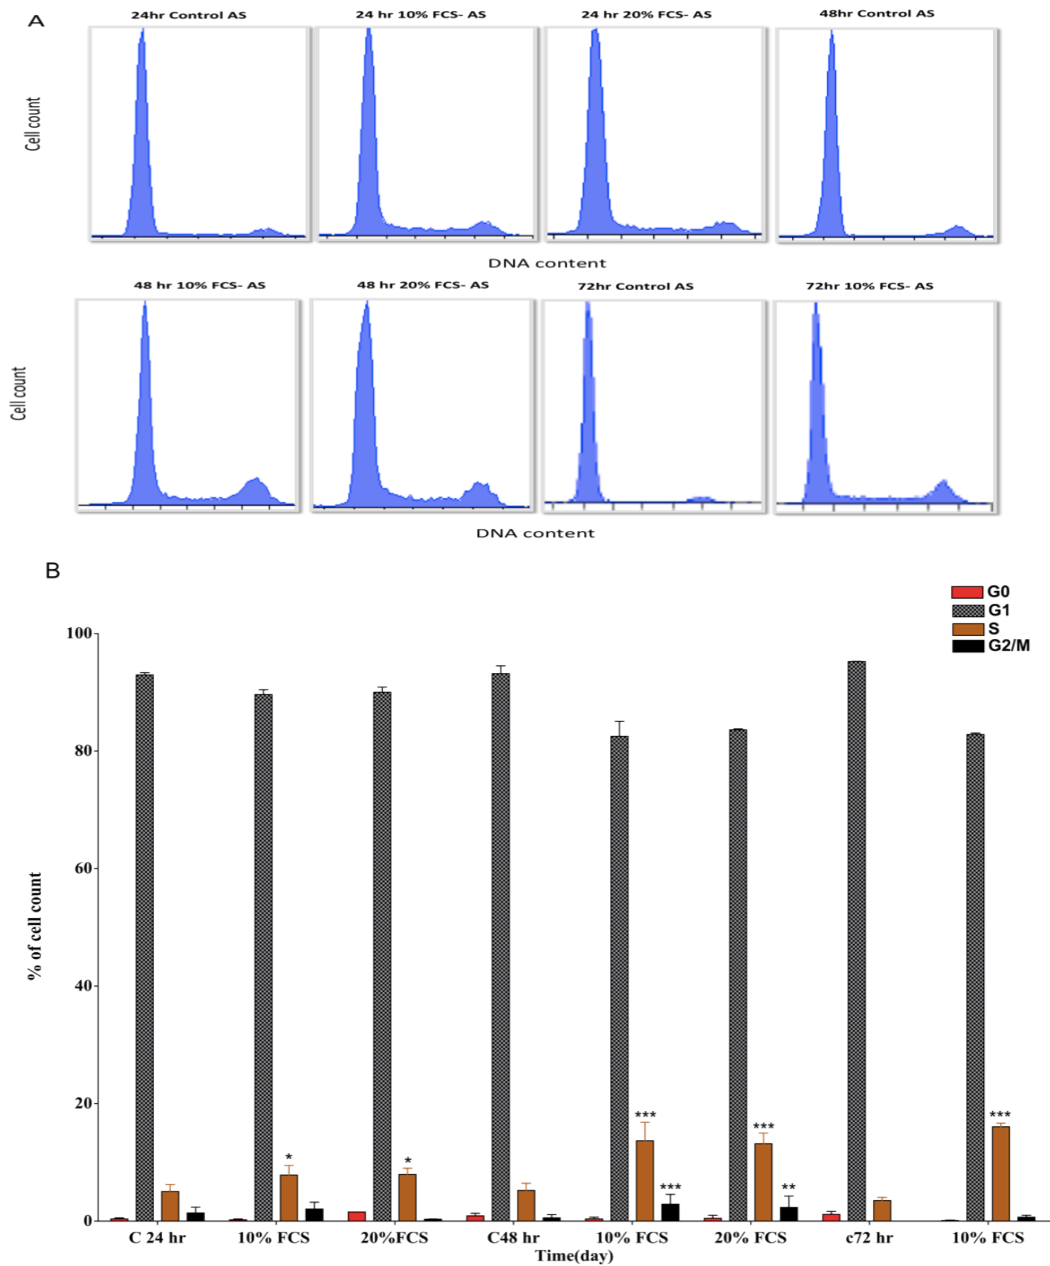 A
24hr Control AS
24 hr 10% FCS- AS
24 hr 20% FCS- AS
48hr Control AS
Cell count
DNA content
48 hr 10% FCS- AS
48 hr 20% FCS- AS
72hr Control AS
72hr 10% FCS- AS
Cell count
DNA content
B
G0
G1
S
G2/M
100
80
60
40
20
0
% of cell count
*
*
***
***
***
**
***
C 24 hr
10% FCS
20%FCS
C48 hr
10% FCS
20% FCS
c72 hr
10% FCS
Time(day)